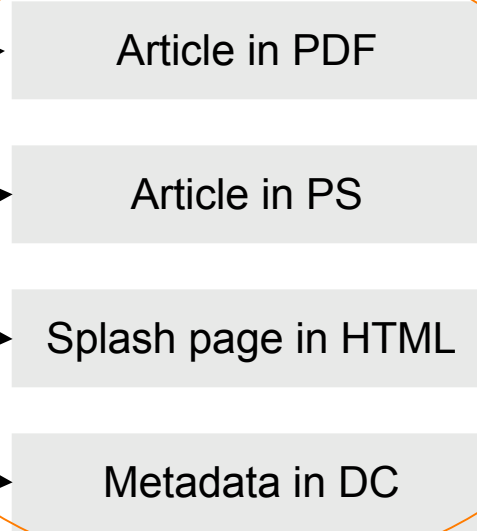 Article in PDF
Article in PS
Splash page in HTML
Metadata in DC